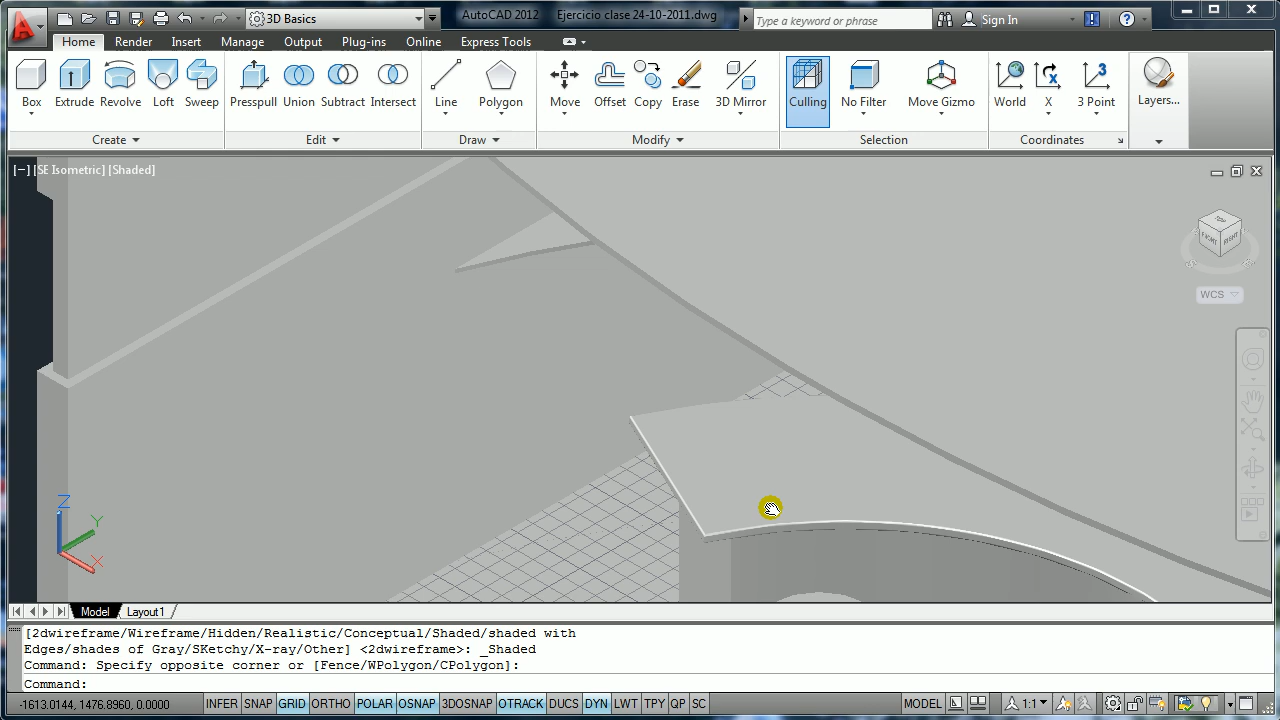 3D Basics
AutoCAD 2012 Ejercicio clase 24-10-2011.dwg
Type a keyword or phrase
Sign In
Home Render Insert Manage Output Plug-ins Online Express Tools
Box Extrude Revolve Loft Sweep Presspull Union Subtract Intersect Line Polygon Move Offset Copy Erase 3D Mirror Culling No Filter Move Gizmo World X 3 Point Layers...
Create Edit Draw Modify Selection Coordinates
[−][SE Isometric][Shaded]
TOP
FRONT RIGHT
WCS
Z
Y
X
Model Layout1
[2dwireframe/Wireframe/Hidden/Realistic/Conceptual/Shaded/shaded with
Edges/shades of Gray/SKetchy/X-ray/Other] <2dwireframe>: _Shaded
Command: Specify opposite corner or [Fence/WPolygon/CPolygon]:
Command:
-1613.0144, 1476.8960, 0.0000 INFER SNAP GRID ORTHO POLAR OSNAP 3DOSNAP OTRACK DUCS DYN LWT TPY QP SC MODEL 1:1